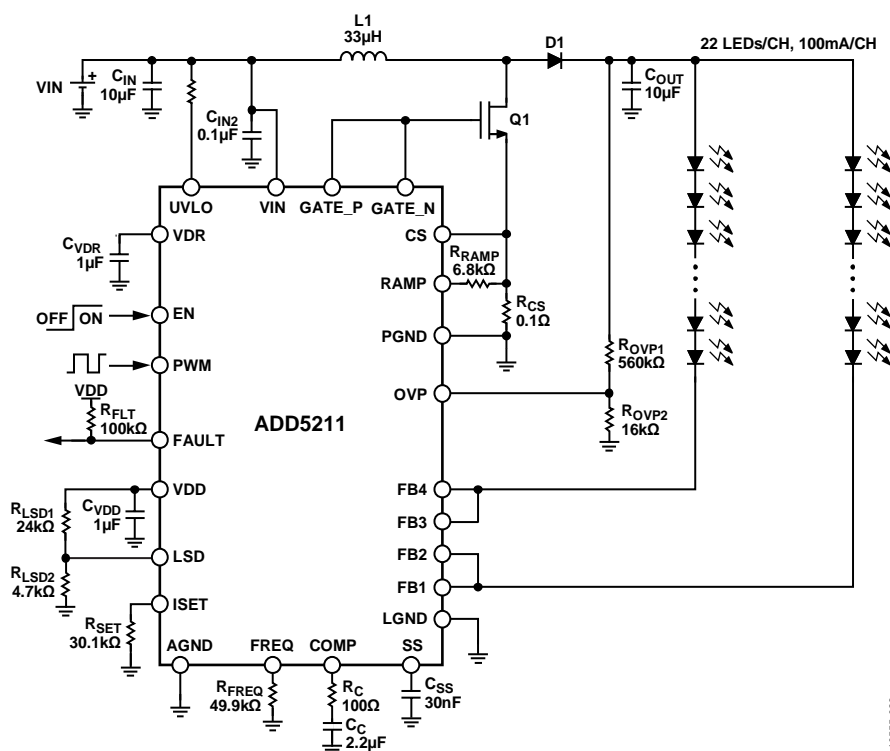 L1
33µH
D1
22 LEDs/CH, 100mA/CH
VIN
+
CIN
10µF
CIN2
0.1µF
COUT
10µF
Q1
UVLO
VIN
GATE_P
GATE_N
CVDR
1µF
VDR
CS
RRAMP
6.8kΩ
RAMP
RCS
0.1Ω
OFF
ON
EN
PGND
PWM
ROVP1
560kΩ
VDD
RFLT
100kΩ
OVP
ROVP2
16kΩ
ADD5211
FAULT
VDD
FB4
RLSD1
24kΩ
CVDD
1µF
FB3
LSD
FB2
RLSD2
4.7kΩ
FB1
ISET
LGND
RSET
30.1kΩ
AGND
FREQ
COMP
SS
RFREQ
49.9kΩ
RC
100Ω
CSS
30nF
CC
2.2µF